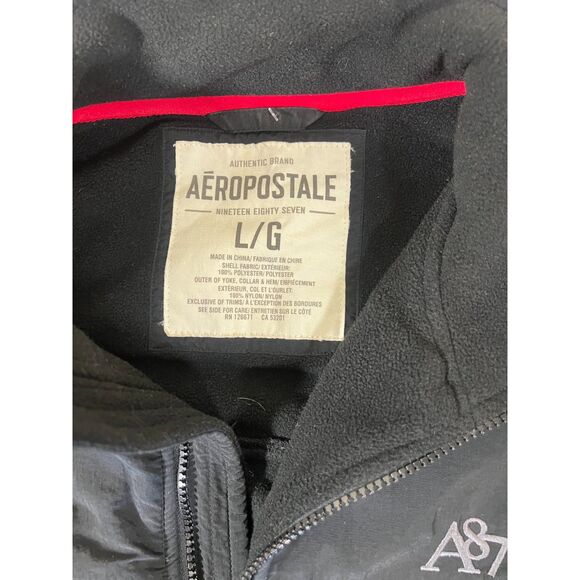 AUTHENTIC BRAND
AÉROPOSTALE
NINETEEN EIGHTY SEVEN
L/G
MADE IN CHINA/FABRIQUÉ EN CHINE
SHELL FABRIC/EXTÉRIEUR:
100% POLYESTER/POLYESTER
OUTER OF YOKE, COLLAR & HEM/EMPIÈCEMENT
EXTÉRIEUR, COL ET L'OURLET:
100% NYLON/NYLON
EXCLUSIVE OF TRIMS/À L'EXCEPTION DES BORDURES
SEE SIDE FOR CARE/ENTRETIEN SUR LE CÔTÉ
RN 126671 CA 53201
A87